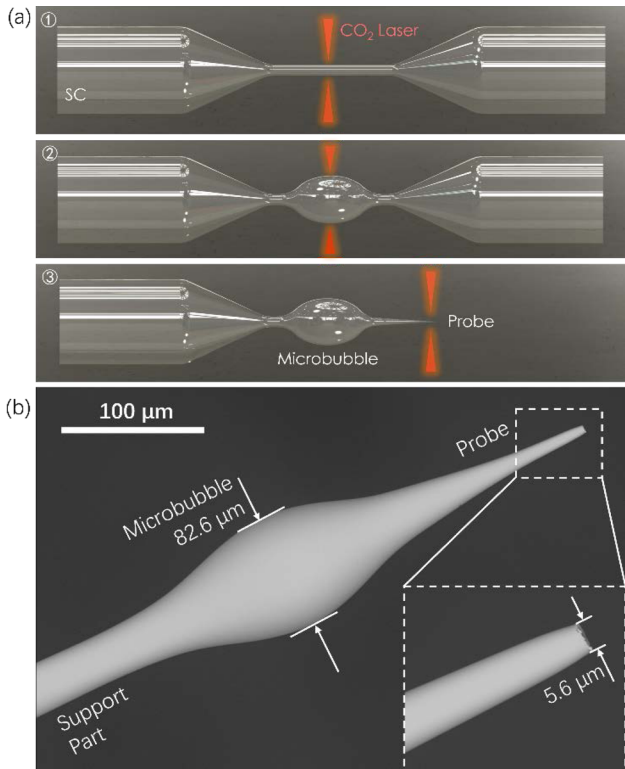 (a)
①
CO₂ Laser
SC
②
③
Probe
Microbubble
(b)
100 μm
Probe
Microbubble
82.6 μm
Support
Part
5.6 μm